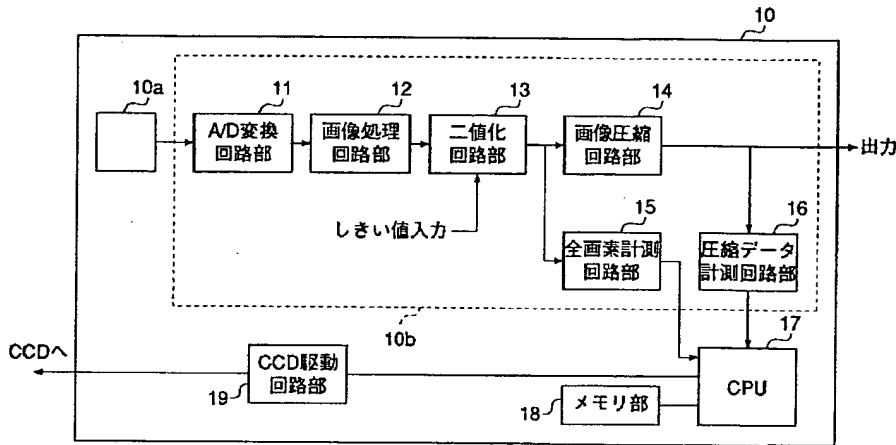 10
10a
11
A/D変換
回路部
12
画像処理
回路部
13
二値化
回路部
14
画像圧縮
回路部
出力
しきい値入力
15
全画素計測
回路部
16
圧縮データ
計測回路部
10b
17
CPU
CCDへ
CCD駆動
回路部
19
18
メモリ部